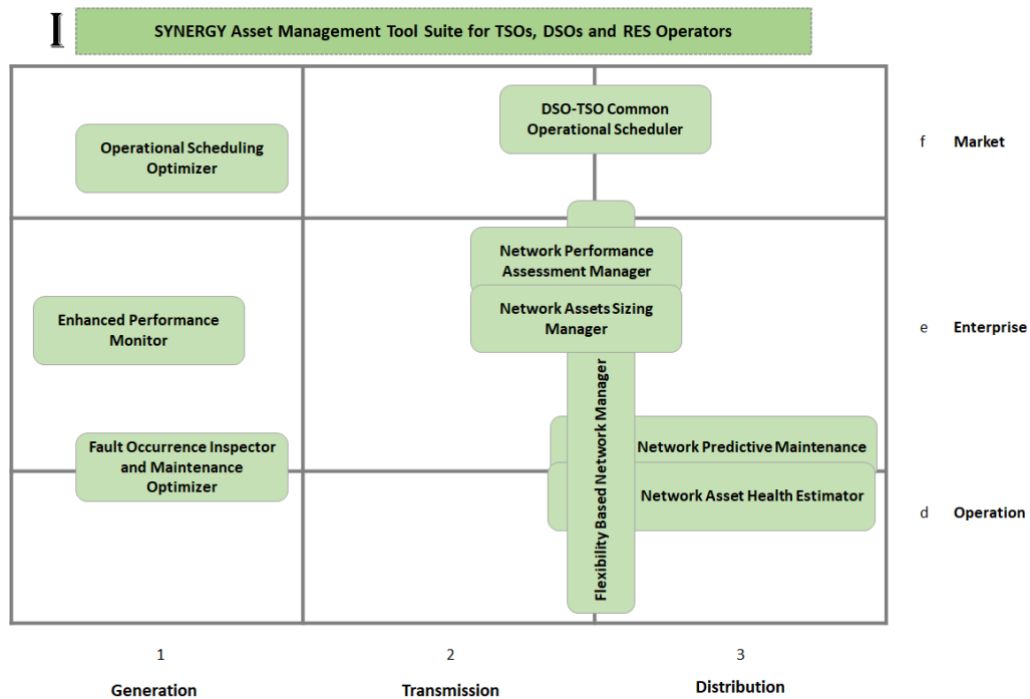 I
SYNERGY Asset Management Tool Suite for TSOs, DSOs and RES Operators
DSO-TSO Common
Operational Scheduler
Operational Scheduling
Optimizer
f Market
Network Performance
Assessment Manager
Network Assets Sizing
Manager
Enhanced Performance
Monitor
e Enterprise
Flexibility Based Network Manager
Fault Occurrence Inspector
and Maintenance
Optimizer
Network Predictive Maintenance
Network Asset Health Estimator
d Operation
1 2 3
Generation Transmission Distribution